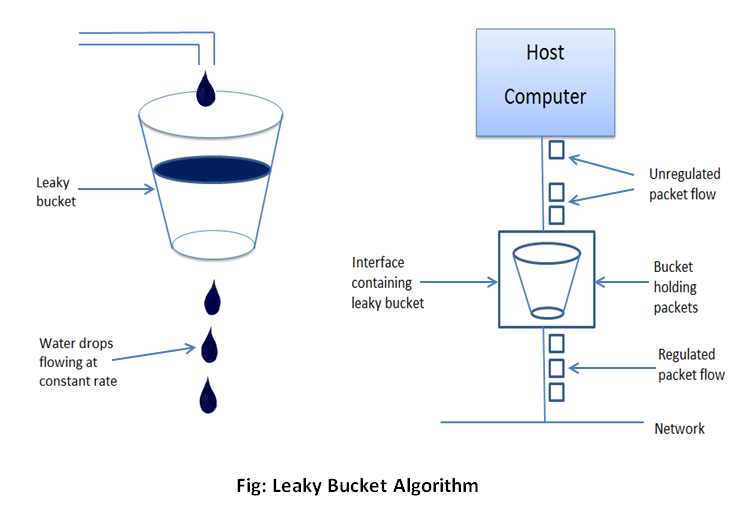 Leaky
bucket
Water drops
flowing at
constant rate
Host
Computer
Unregulated
packet flow
Interface
containing
leaky bucket
Bucket
holding
packets
Regulated
packet flow
Network
Fig: Leaky Bucket Algorithm